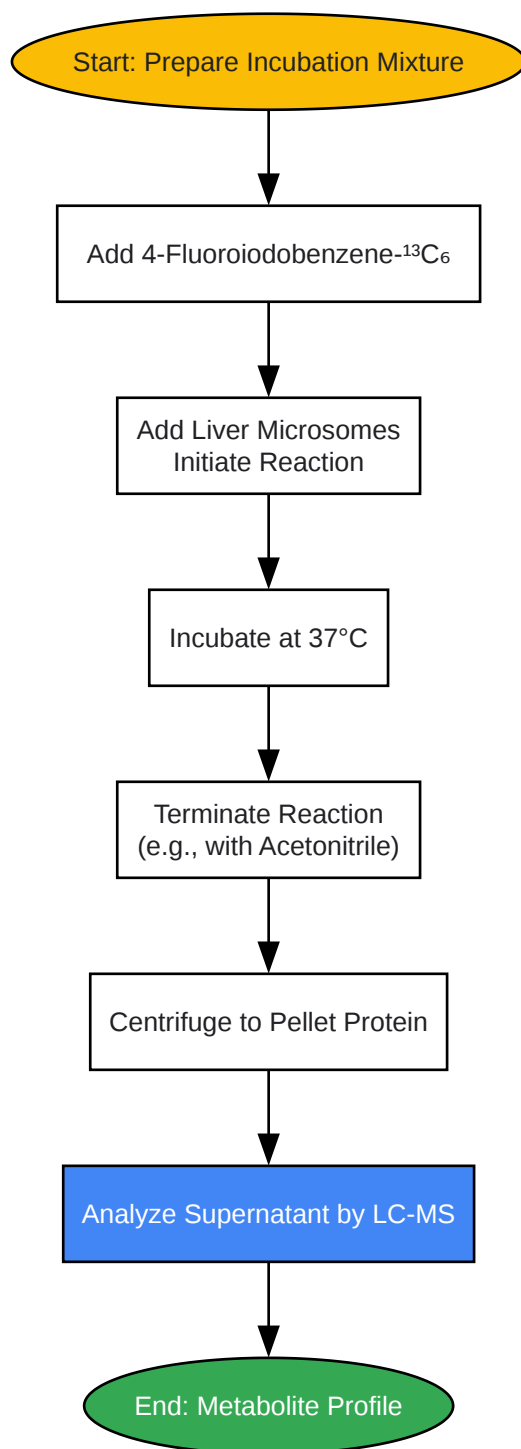 Start: Prepare Incubation Mixture
Add 4-Fluoroiodobenzene-¹³C₆
Add Liver Microsomes
Initiate Reaction
Incubate at 37°C
Terminate Reaction
(e.g., with Acetonitrile)
Centrifuge to Pellet Protein
Analyze Supernatant by LC-MS
End: Metabolite Profile